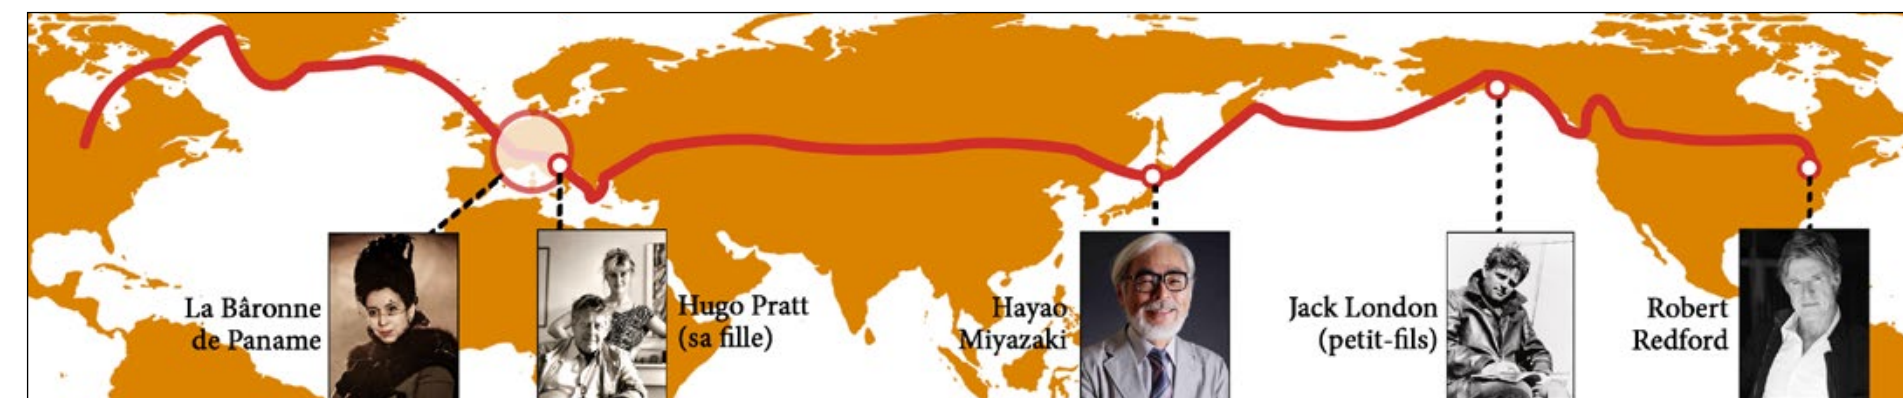 La Bâronne
de Paname
Hugo Pratt
(sa fille)
Hayao
Miyazaki
Jack London
(petit-fils)
Robert
Redford